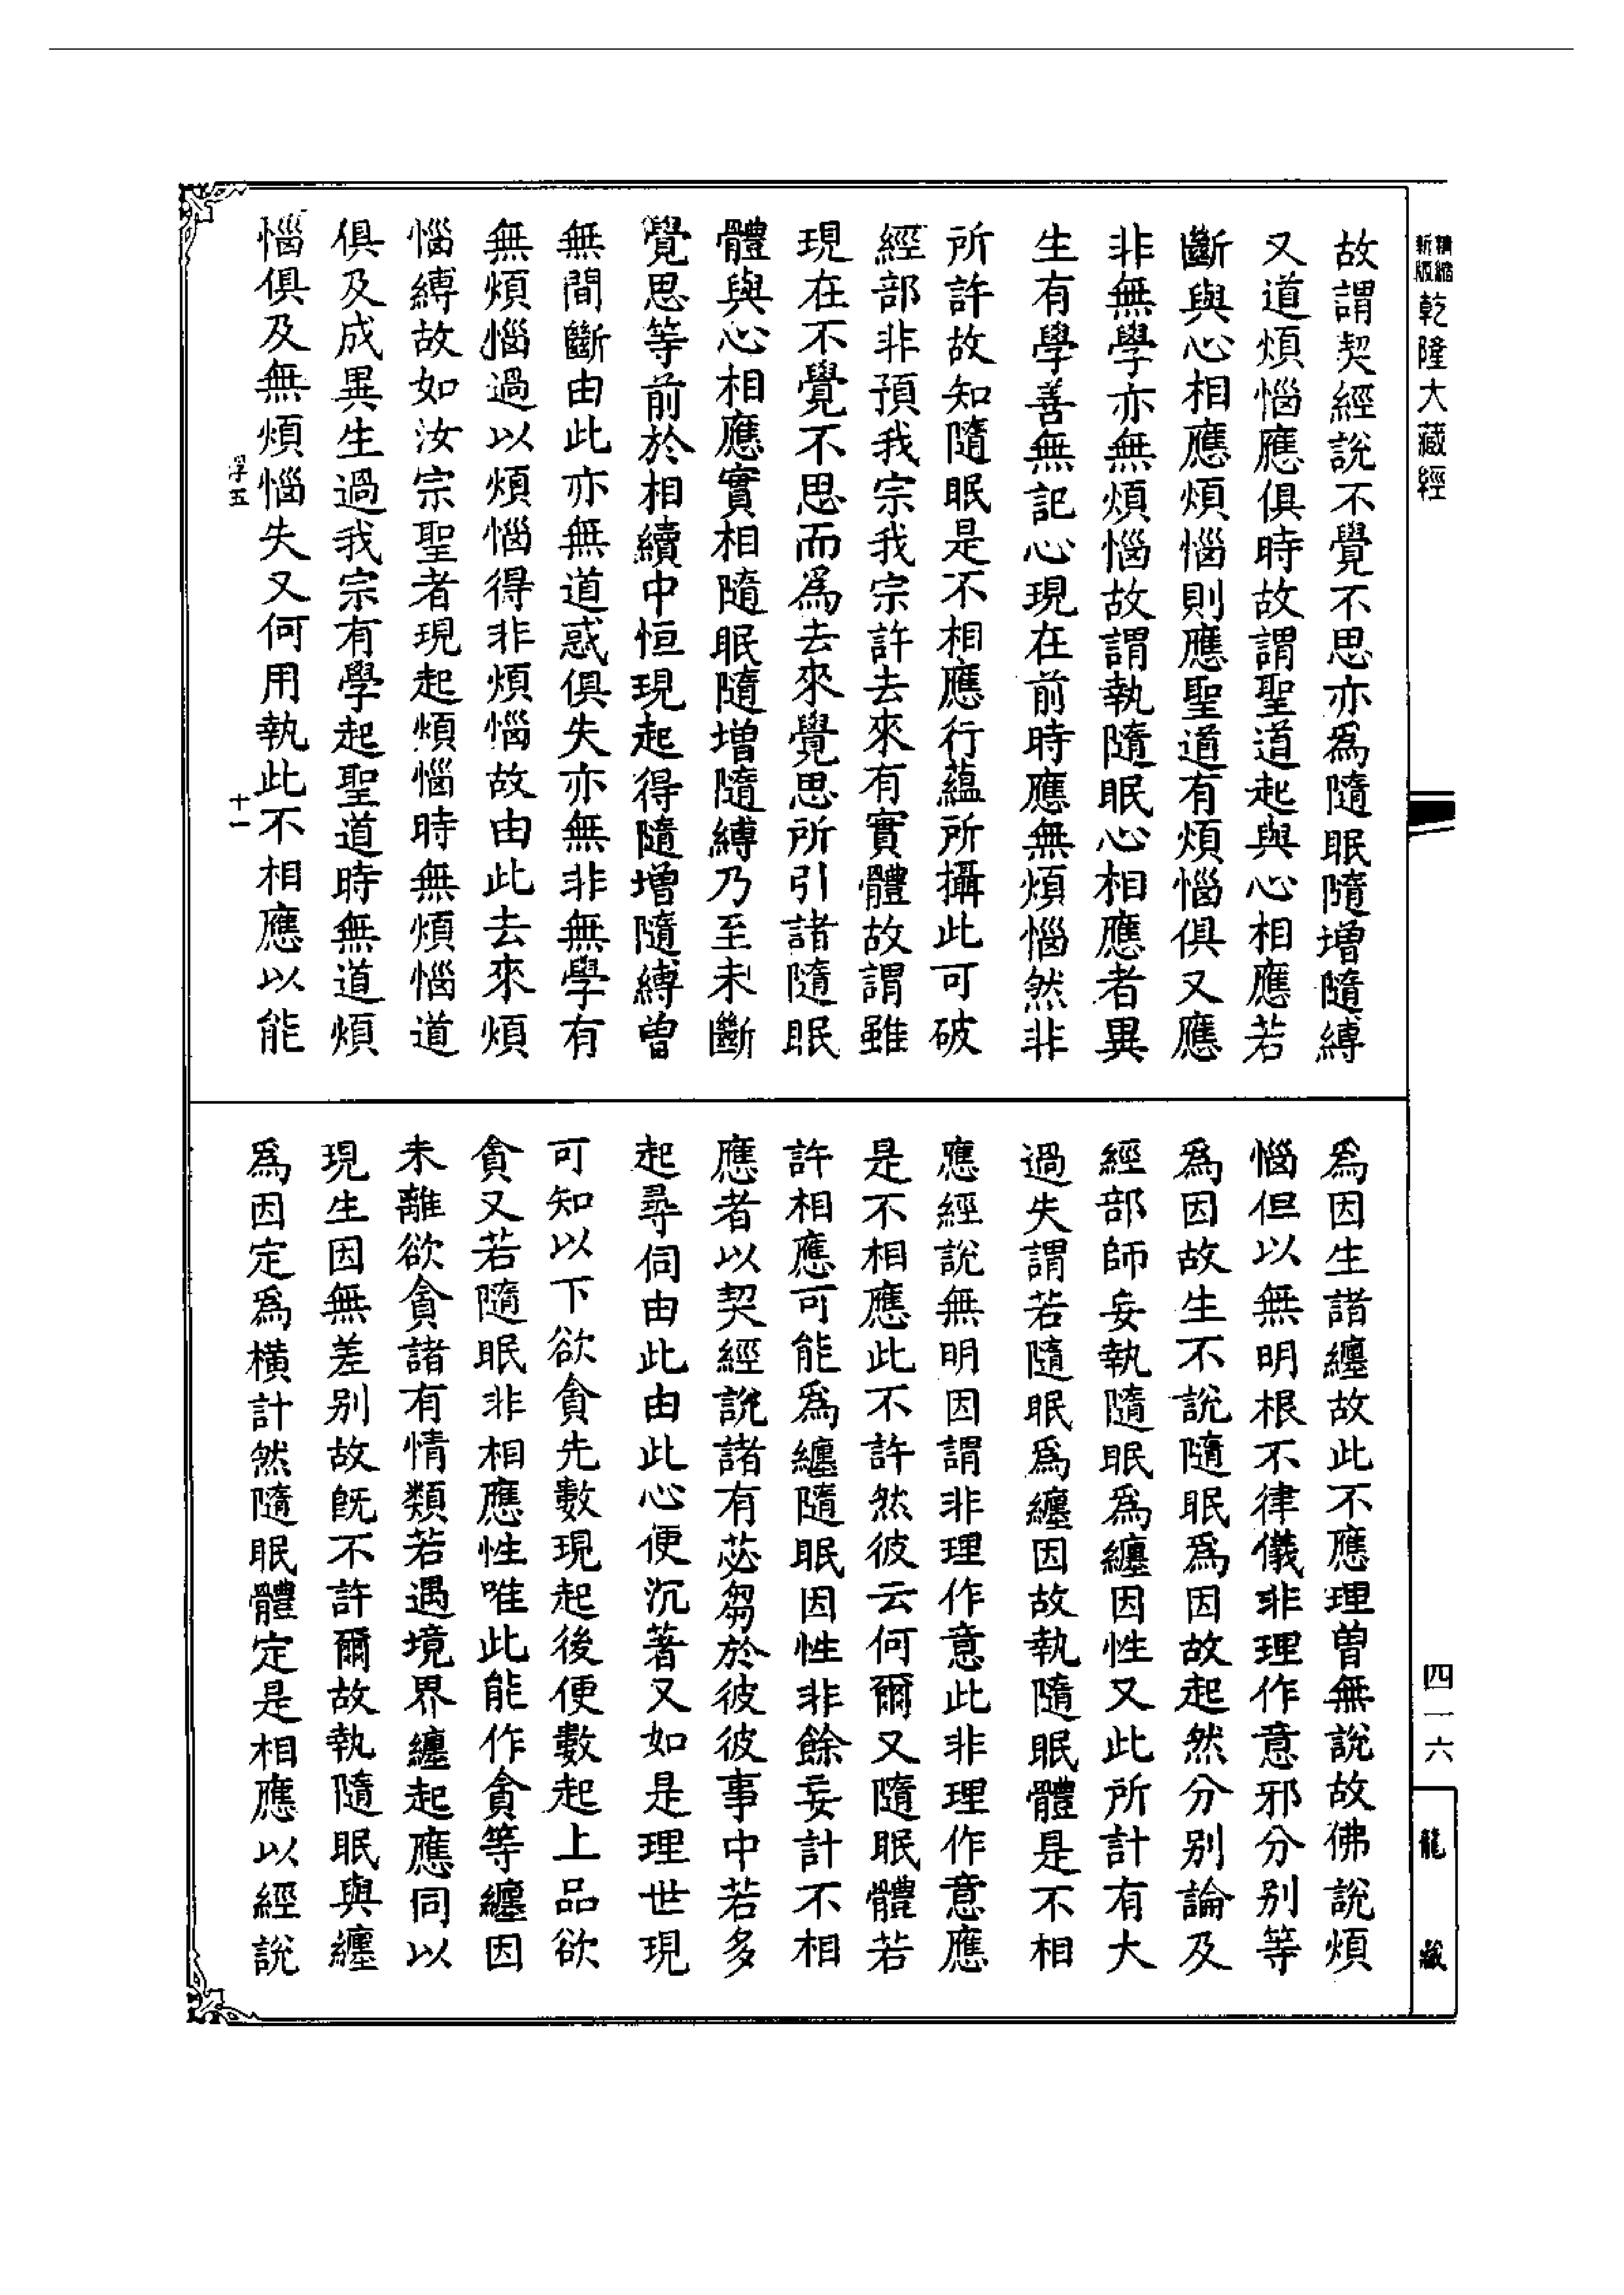 精縮新版乾隆大藏經
故謂契經說不覺不思亦爲隨眠隨增隨縛
又道煩惱應俱時故謂聖道起與心相應若
斷與心相應煩惱則應聖道有煩惱俱又應
非無學亦無煩惱故謂執隨眠心相應者異
生有學善無記心現在前時應無煩惱然非
所許故知隨眠是不相應行蘊所攝此可破
經部非預我宗我宗許去來有實體故謂雖
現在不覺不思而爲去來覺思所引諸隨眠
體與心相應實相隨眠隨增隨縛乃至未斷
覺思等前於相續中恒現起得隨增隨縛曾
無間斷由此亦無道惑俱失亦無非無學有
無煩惱過以煩惱得非煩惱故由此去來煩
惱縛故如汝宗聖者現起煩惱時無煩惱道
俱及成異生過我宗有學起聖道時無道煩
惱俱及無煩惱失又何用執此不相應以能
浮五
十一
爲因生諸纏故此不應理曾無說故佛說煩
惱但以無明根不律儀非理作意邪分別等
爲因故生不說隨眠爲因故起然分別論及
經部師妄執隨眠爲纏因性又此所計有大
過失謂若隨眠爲纏因故執隨眠體是不相
應經說無明因謂非理作意此非理作意應
是不相應此不許然彼云何爾又隨眠體若
許相應可能爲纏隨眠因性非餘妄計不相
應者以契經說諸有苾芻於彼彼事中若多
起尋伺由此由此心便沉著又如是理世現
可知以下欲貪先數現起後便數起上品欲
貪又若隨眠非相應性唯此能作貪等纏因
未離欲貪諸有情類若遇境界纏起應同以
現生因無差別故旣不許爾故執隨眠與纏
爲因定爲橫計然隨眠體定是相應以經說
四一六
龍藏